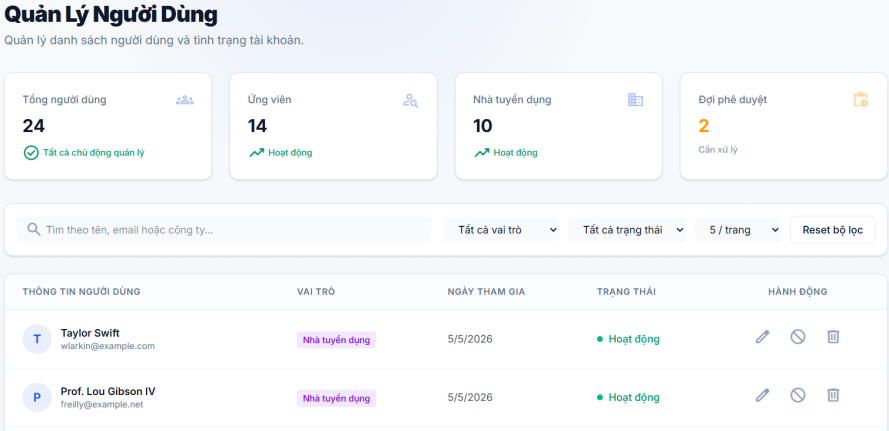 Quản Lý Người Dùng
Quản lý danh sách người dùng và tình trạng tài khoản.
Tổng người dùng
24
Tất cả chủ động quản lý
Ứng viên
14
Hoạt động
Nhà tuyển dụng
10
Hoạt động
Đợi phê duyệt
2
Cần xử lý
Tìm theo tên, email hoặc công ty...
Tất cả vai trò
Tất cả trạng thái
5 / trang
Reset bộ lọc
THÔNG TIN NGƯỜI DÙNG VAI TRÒ NGÀY THAM GIA TRẠNG THÁI HÀNH ĐỘNG
T
Taylor Swift
wlarkin@example.com
Nhà tuyển dụng
5/5/2026
Hoạt động
P
Prof. Lou Gibson IV
freilly@example.net
Nhà tuyển dụng
5/5/2026
Hoạt động